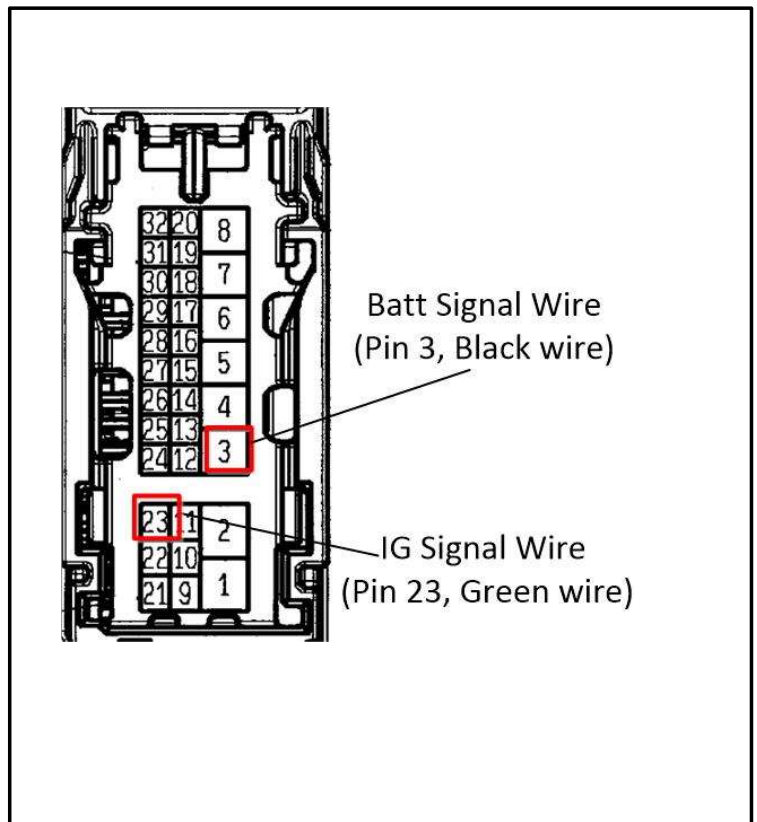 32 20 8
31 19
30 18 7
29 17 6
28 16
27 15 5
26 14 4
25 13
24 12 3
Batt Signal Wire
(Pin 3, Black wire)
23 11 2
22 10
21 9 1
IG Signal Wire
(Pin 23, Green wire)